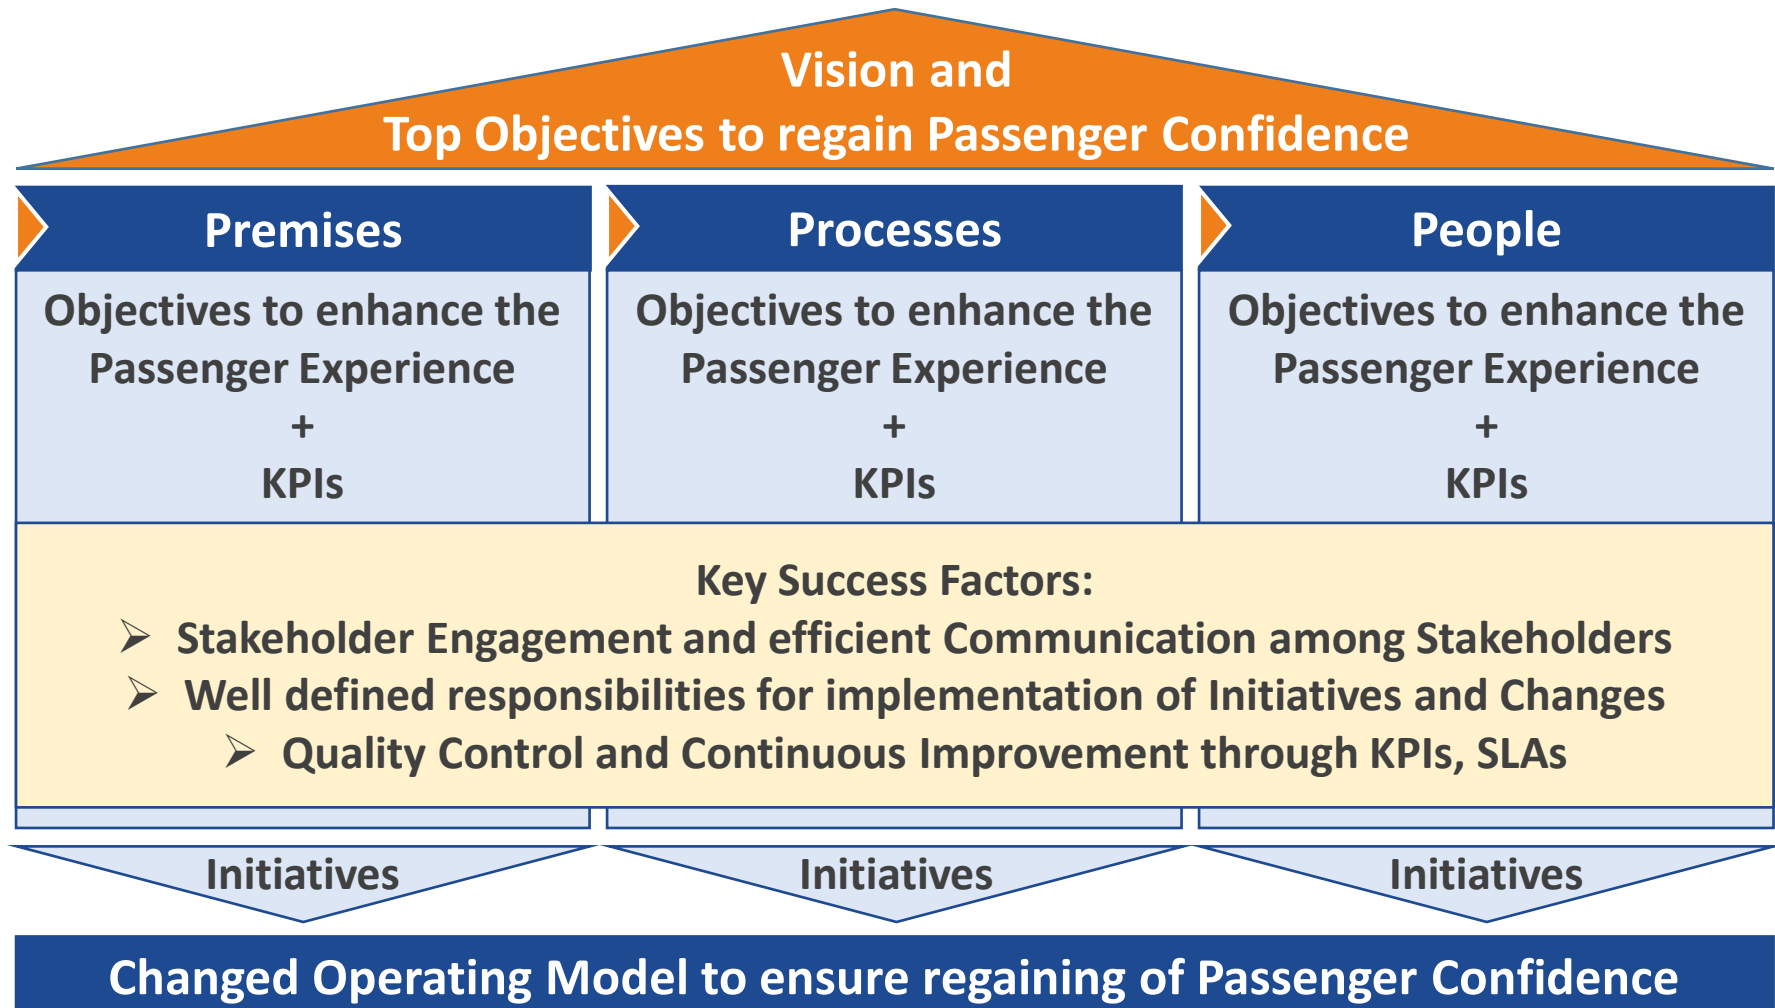 Vision and
Top Objectives to regain Passenger Confidence
Premises
Objectives to enhance the
Passenger Experience
+
KPIs
Processes
Objectives to enhance the
Passenger Experience
+
KPIs
People
Objectives to enhance the
Passenger Experience
+
KPIs
Key Success Factors:
➢ Stakeholder Engagement and efficient Communication among Stakeholders
➢ Well defined responsibilities for implementation of Initiatives and Changes
➢ Quality Control and Continuous Improvement through KPIs, SLAs
Initiatives
Initiatives
Initiatives
Changed Operating Model to ensure regaining of Passenger Confidence